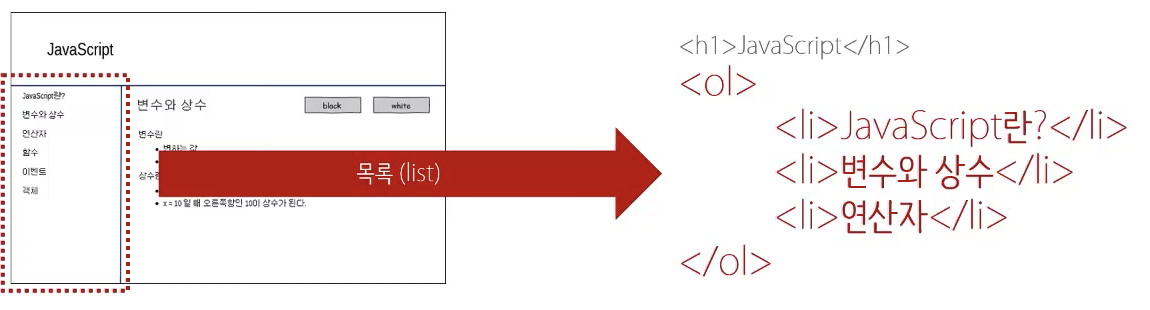 JavaScript
JavaScript란?
변수와 상수
연산자
함수
이벤트
객체
변수와 상수
black
white
변수란
변하는 값
상수란
x = 10 일 때 오른쪽항인 10이 상수가 된다.
목록 (list)
<h1>JavaScript</h1>
<ol>
<li>JavaScript란?</li>
<li>변수와 상수</li>
<li>연산자</li>
</ol>